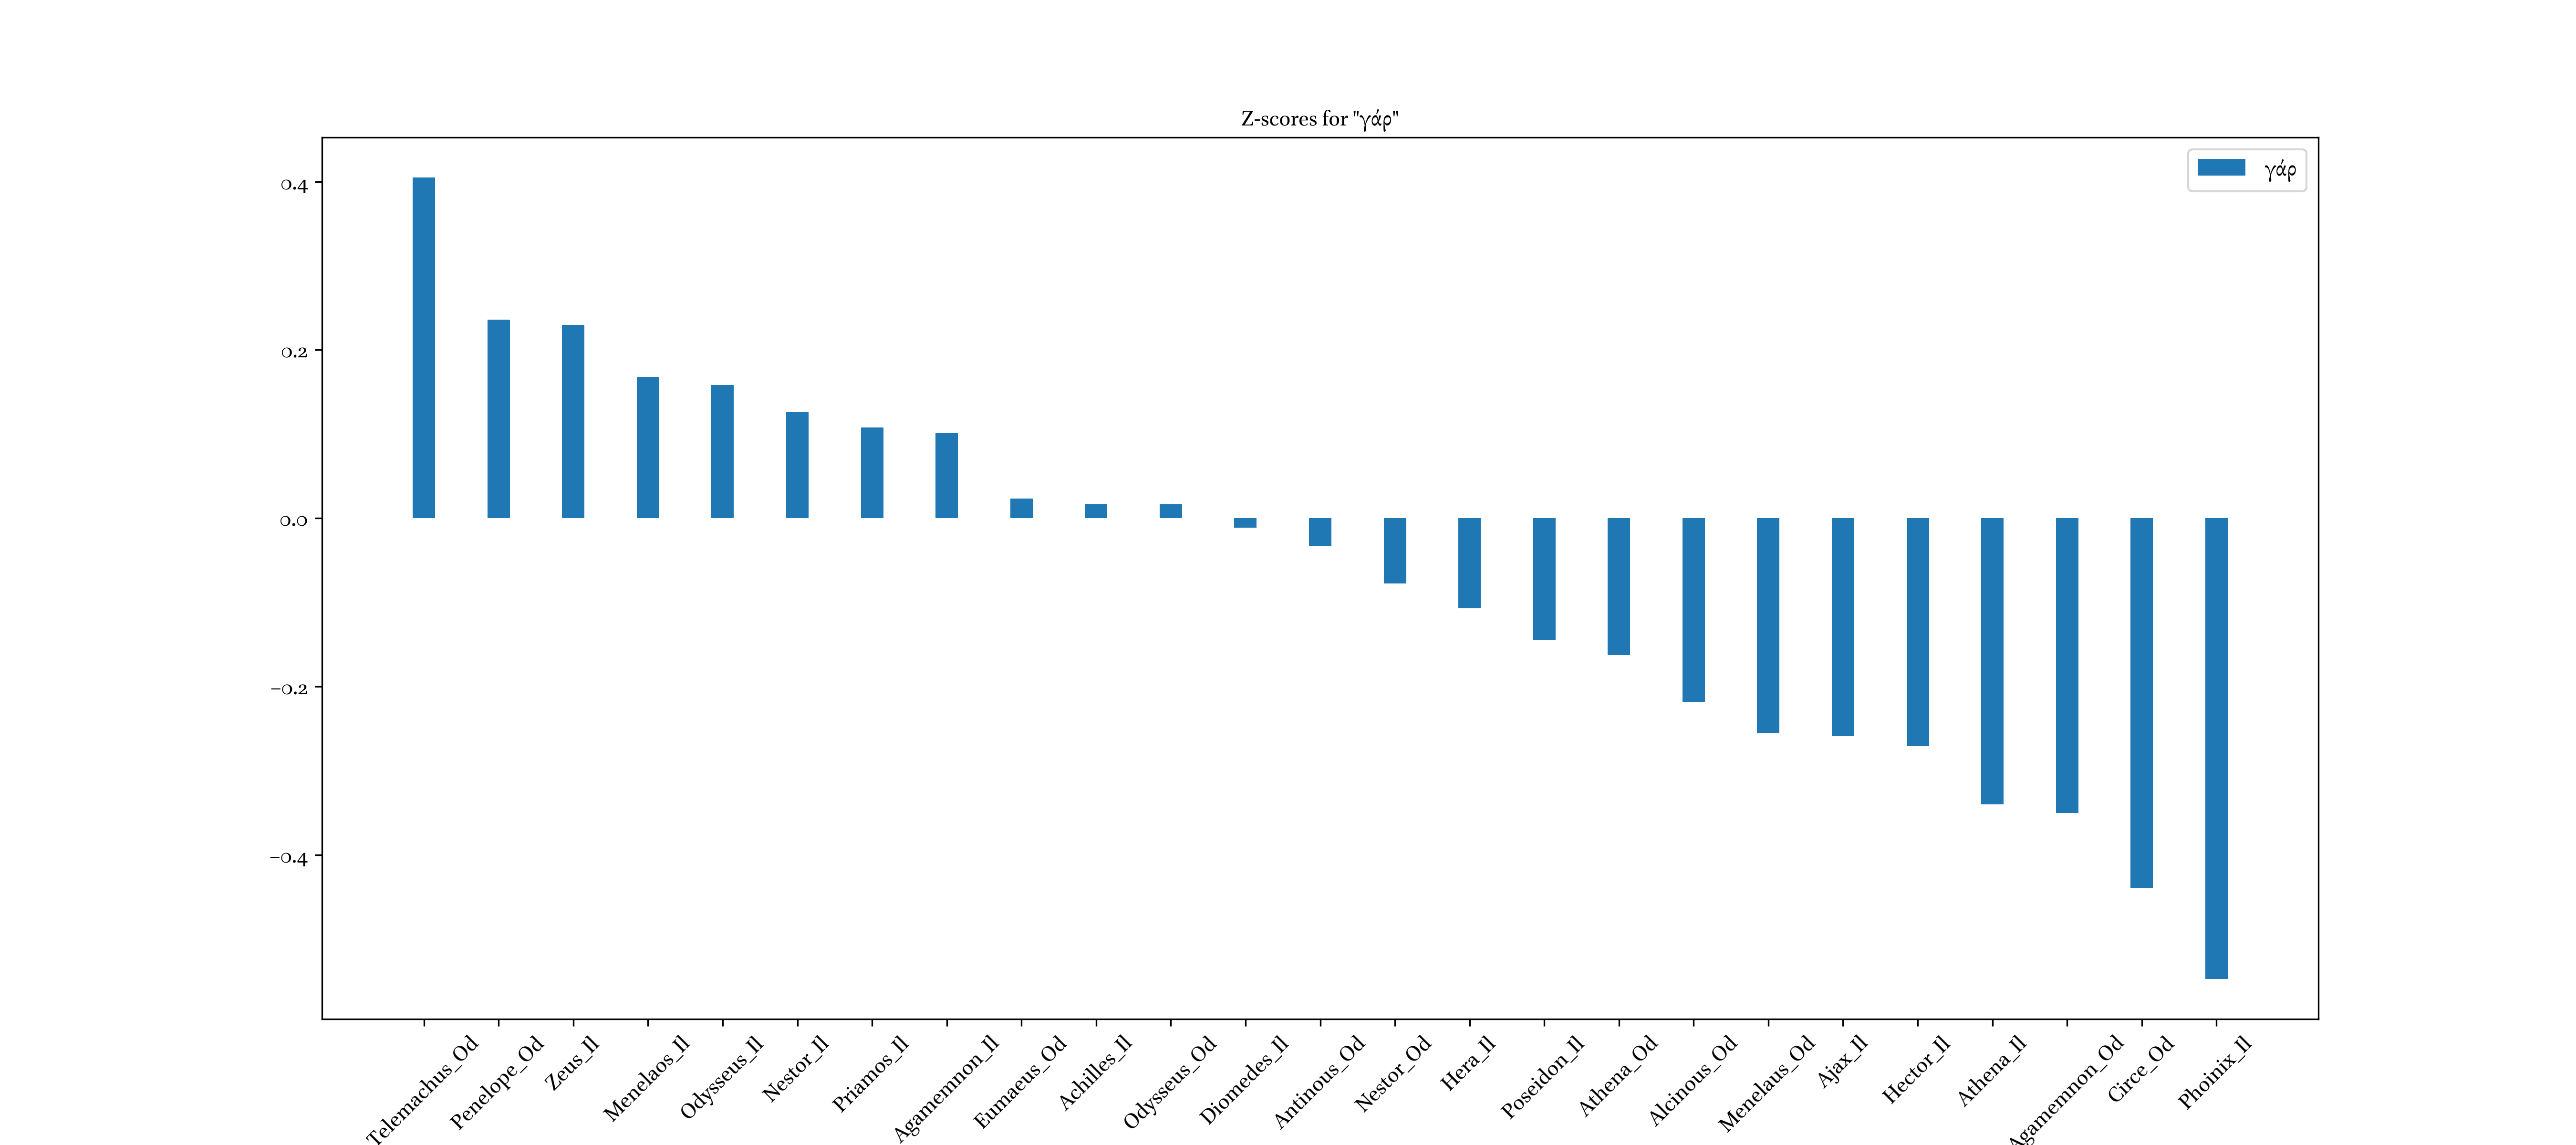 Z-scores for "γάρ"
γάρ
0.4
0.2
0.0
−0.2
−0.4
Telemachus_Od
Penelope_Od
Zeus_Il
Menelaos_Il
Odysseus_Il
Nestor_Il
Priamos_Il
Agamemnon_Il
Eumaeus_Od
Achilles_Il
Odysseus_Od
Diomedes_Il
Antinous_Od
Nestor_Od
Hera_Il
Poseidon_Il
Athena_Od
Alcinous_Od
Menelaus_Od
Ajax_Il
Hector_Il
Athena_Il
Agamemnon_Od
Circe_Od
Phoinix_Il